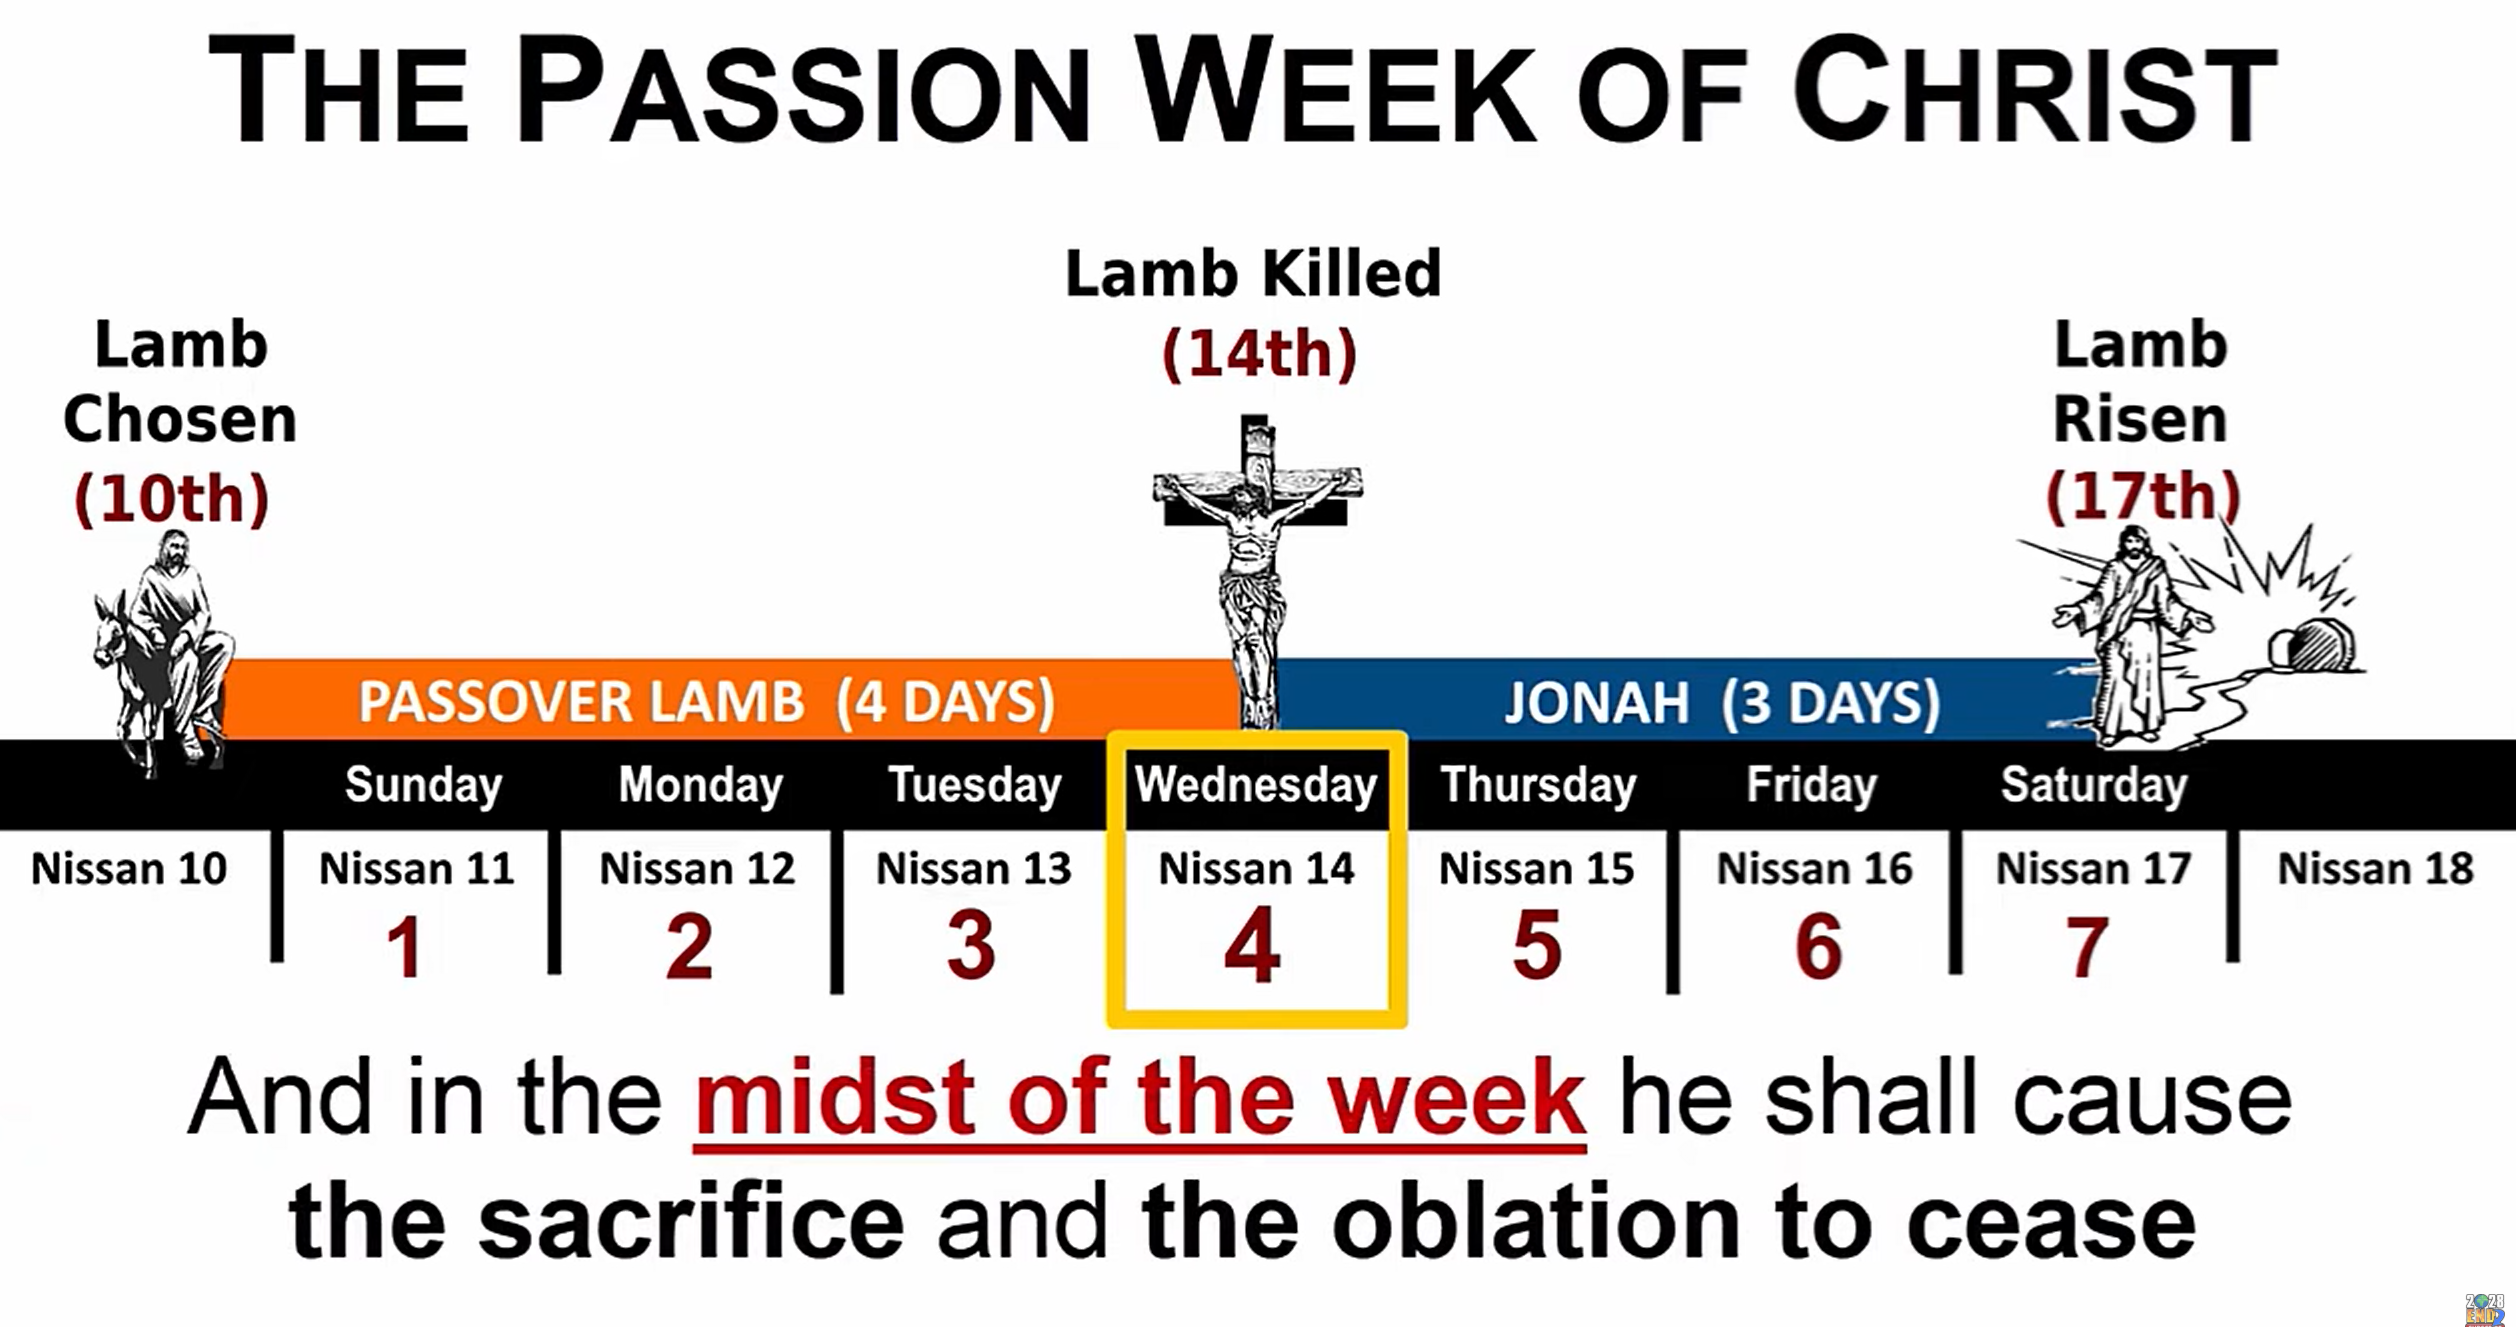 THE PASSION WEEK OF CHRIST
Lamb Killed
(14th)
Lamb
Chosen
(10th)
Lamb
Risen
(17th)
PASSOVER LAMB (4 DAYS)
JONAH (3 DAYS)
Sunday Monday Tuesday Wednesday Thursday Friday Saturday
Nissan 10 Nissan 11 Nissan 12 Nissan 13 Nissan 14 Nissan 15 Nissan 16 Nissan 17 Nissan 18
1 2 3 4 5 6 7
And in the midst of the week he shall cause
the sacrifice and the oblation to cease
2028
END